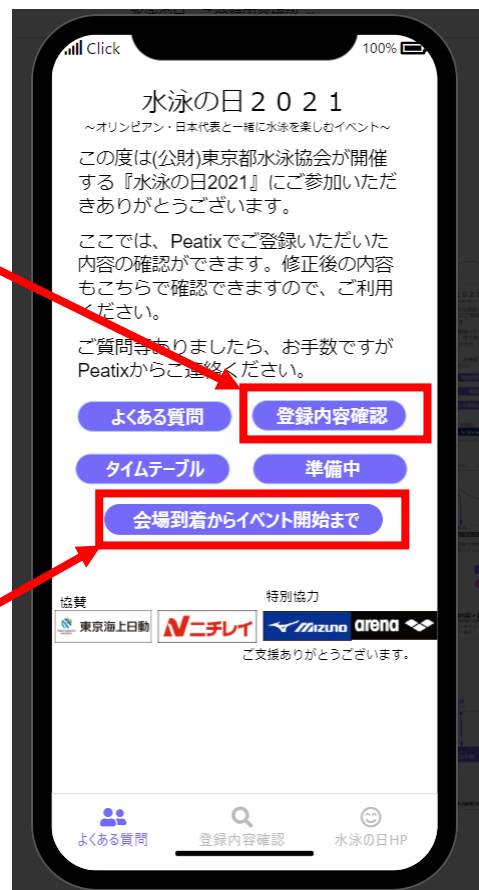 Click 100%
水泳の日２０２１
～オリンピアン・日本代表と一緒に水泳を楽しむイベント～
この度は(公財)東京都水泳協会が開催
する『水泳の日2021』にご参加いただ
きありがとうございます。
ここでは、Peatixでご登録いただいた
内容の確認ができます。修正後の内容
もこちらで確認できますので、ご利用
ください。
ご質問等ありましたら、お手数ですが
Peatixからご連絡ください。
よくある質問 登録内容確認
タイムテーブル 準備中
会場到着からイベント開始まで
協賛 特別協力
東京海上日動 ニチレイ Mizuno arena
ご支援ありがとうございます。
よくある質問 登録内容確認 水泳の日HP